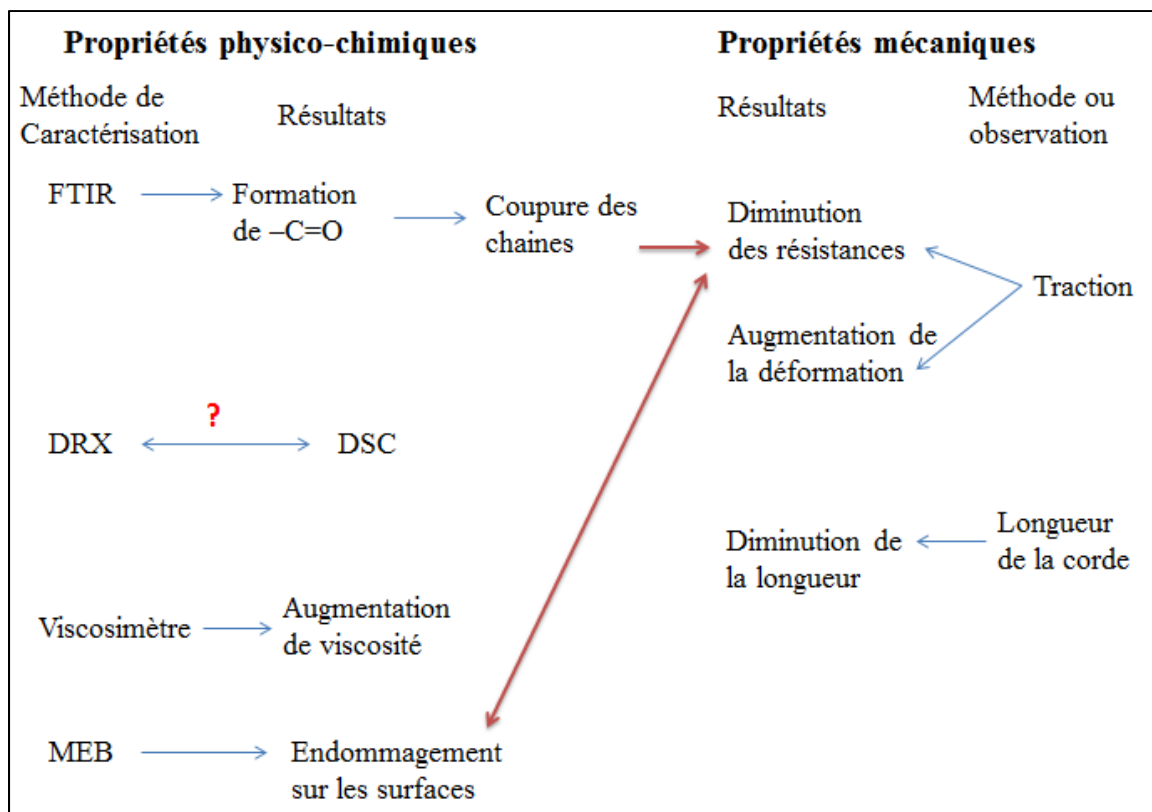 Propriétés physico-chimiques
Propriétés mécaniques
Méthode de
Caractérisation
Résultats
Résultats
Méthode ou
observation
FTIR
Formation
de –C=O
Coupure des
chaines
Diminution
des résistances
Traction
Augmentation de
la déformation
?
DRX
DSC
Diminution de
la longueur
Longueur
de la corde
Viscosimètre
Augmentation
de viscosité
MEB
Endommagement
sur les surfaces